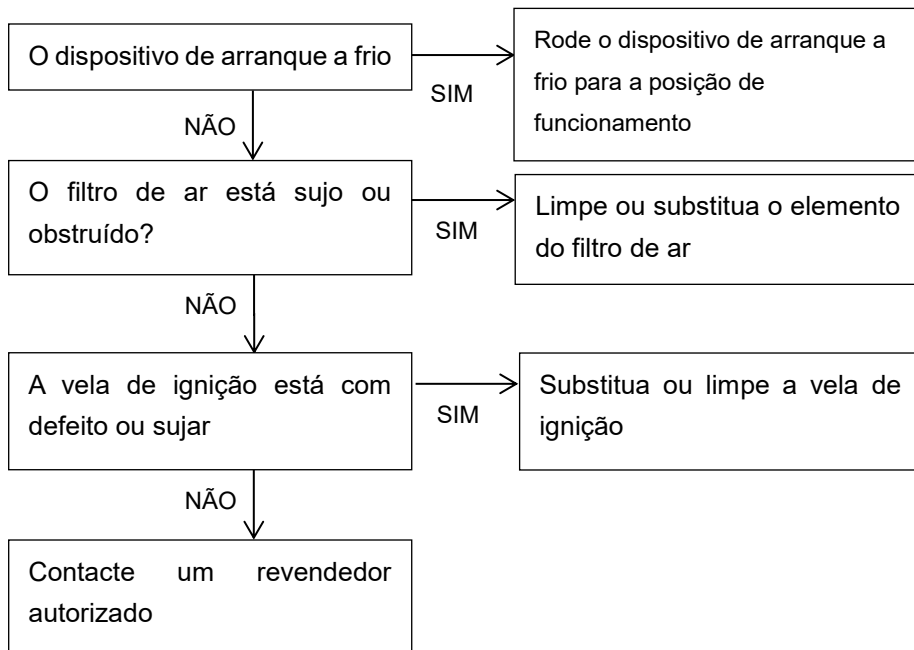 O dispositivo de arranque a frio
SIM
Rode o dispositivo de arranque a
frio para a posição de
funcionamento
NÃO
O filtro de ar está sujo ou
obstruído?
SIM
Limpe ou substitua o elemento
do filtro de ar
NÃO
A vela de ignição está com
defeito ou sujar
SIM
Substitua ou limpe a vela de
ignição
NÃO
Contacte um revendedor
autorizado